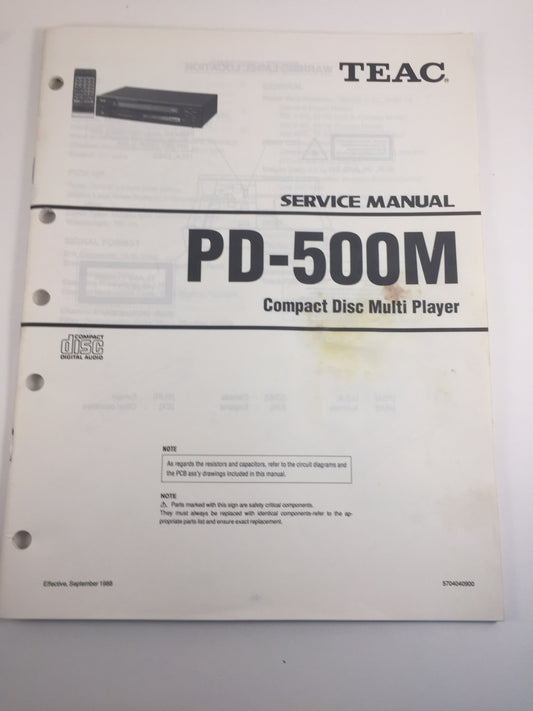 TEAC®
SERVICE MANUAL
PD-500M
Compact Disc Multi Player
COMPACT
disc
DIGITAL AUDIO
NOTE
As regards the resistors and capacitors, refer to the circuit diagrams and
the PCB ass'y drawings included in this manual.
NOTE
⚠ Parts marked with this sign are safety critical components.
They must always be replaced with identical components-refer to the ap-
propriate parts list and ensure exact replacement.
Effective, September 1988
5704040900